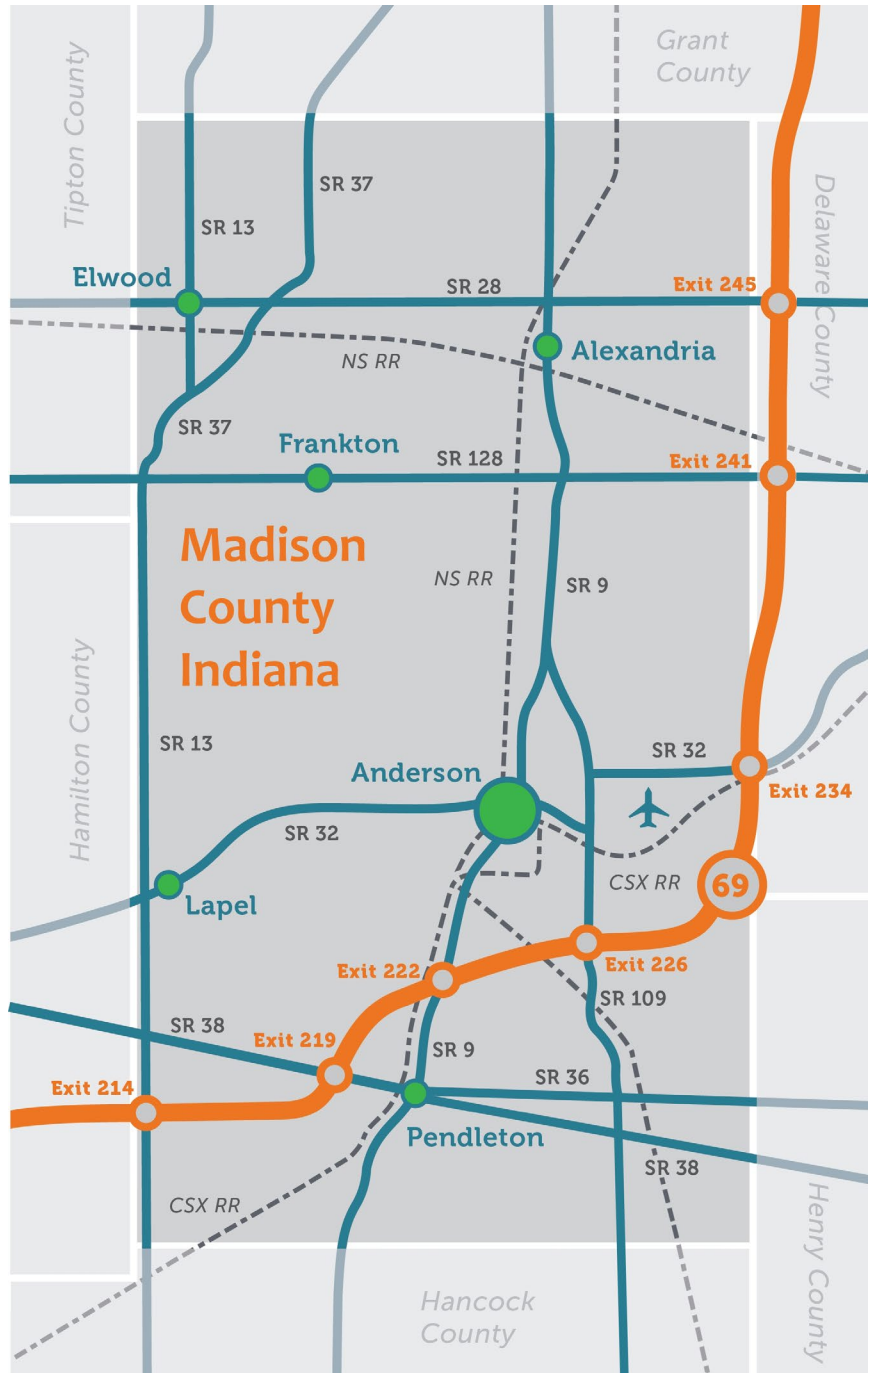 Grant
County
Tipton County
SR 37
Delaware County
SR 13
Elwood
SR 28
Exit 245
NS RR
Alexandria
SR 37
Frankton
SR 128
Exit 241
Madison
County
Indiana
NS RR
SR 9
Hamilton County
SR 13
SR 32
Anderson
Exit 234
SR 32
CSX RR
69
Lapel
Exit 222
Exit 226
SR 109
SR 38
Exit 219
SR 9
SR 36
Exit 214
Pendleton
SR 38
CSX RR
Henry County
Hancock
County